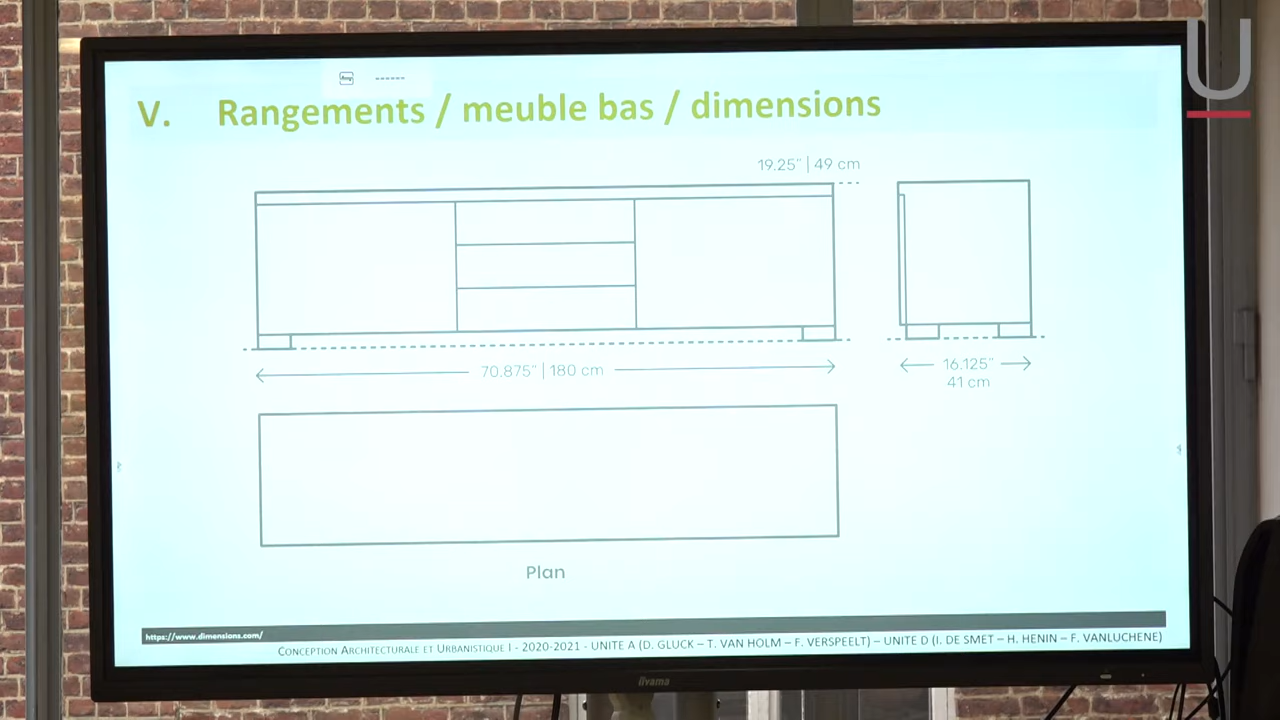 V. Rangements / meuble bas / dimensions
19.25" | 49 cm
70.875" | 180 cm
16.125"
41 cm
Plan
https://www.dimensions.com/
CONCEPTION ARCHITECTURALE ET URBANISTIQUE I - 2020-2021 - UNITE A (D. GLUCK – T. VAN HOLM – F. VERSPEELT) – UNITE D (I. DE SMET – H. HENIN – F. VANLUCHENE)
iiyama
U